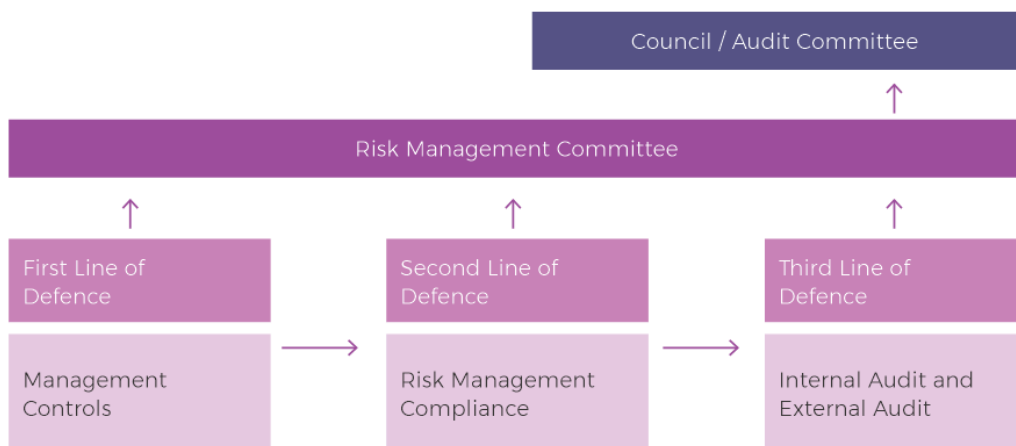 Council / Audit Committee
Risk Management Committee
First Line of
Defence
Second Line of
Defence
Third Line of
Defence
Management
Controls
Risk Management
Compliance
Internal Audit and
External Audit